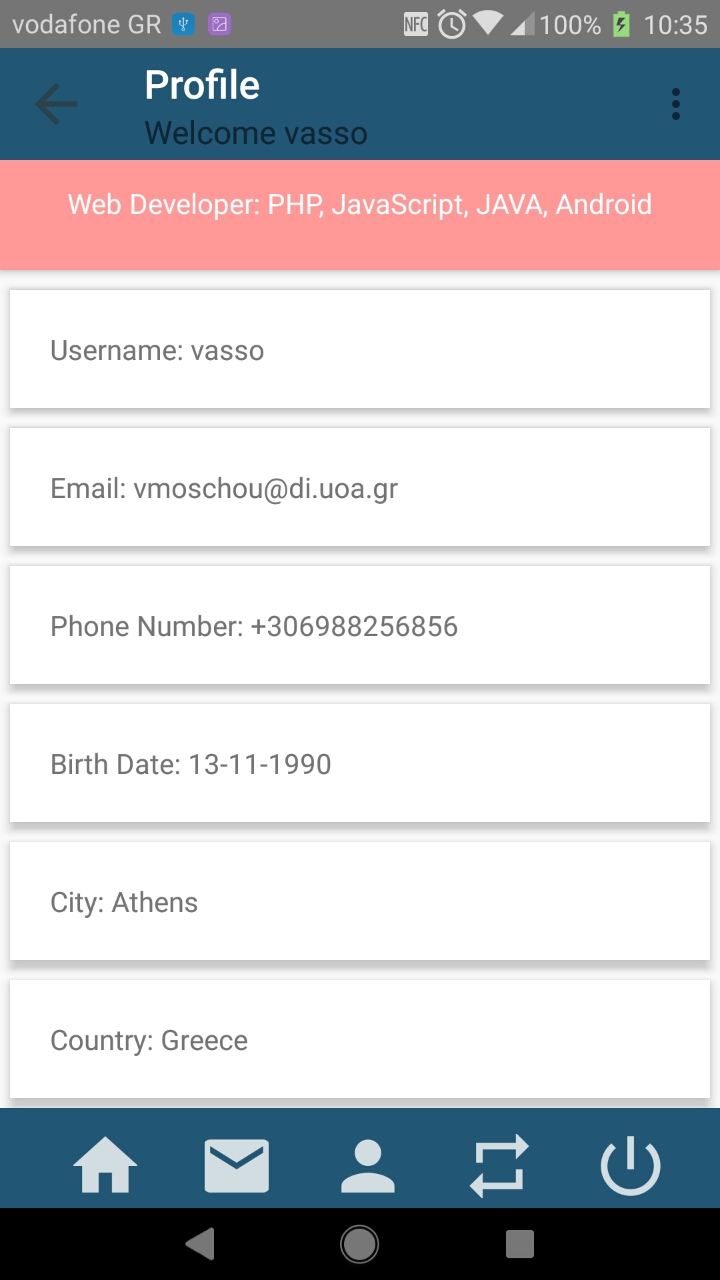 vodafone GR NFC 100% 10:35
Profile
Welcome vasso
Web Developer: PHP, JavaScript, JAVA, Android
Username: vasso
Email: vmoschou@di.uoa.gr
Phone Number: +306988256856
Birth Date: 13-11-1990
City: Athens
Country: Greece